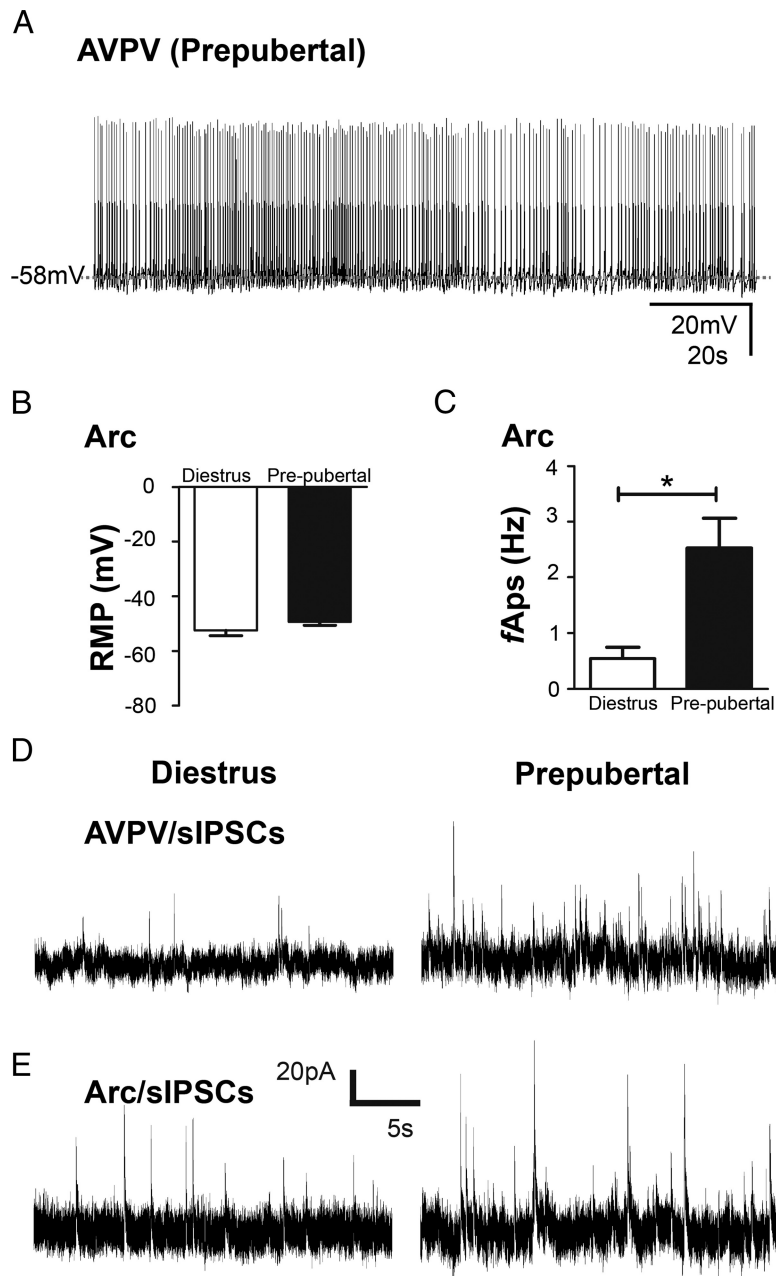 A
AVPV (Prepubertal)
-58mV
20mV
20s
B
Arc
Diestrus Pre-pubertal
0
-20
-40
-60
-80
RMP (mV)
C
Arc
4
3
2
1
0
fAps (Hz)
*
Diestrus Pre-pubertal
D
Diestrus
Prepubertal
AVPV/sIPSCs
E
Arc/sIPSCs
20pA
5s